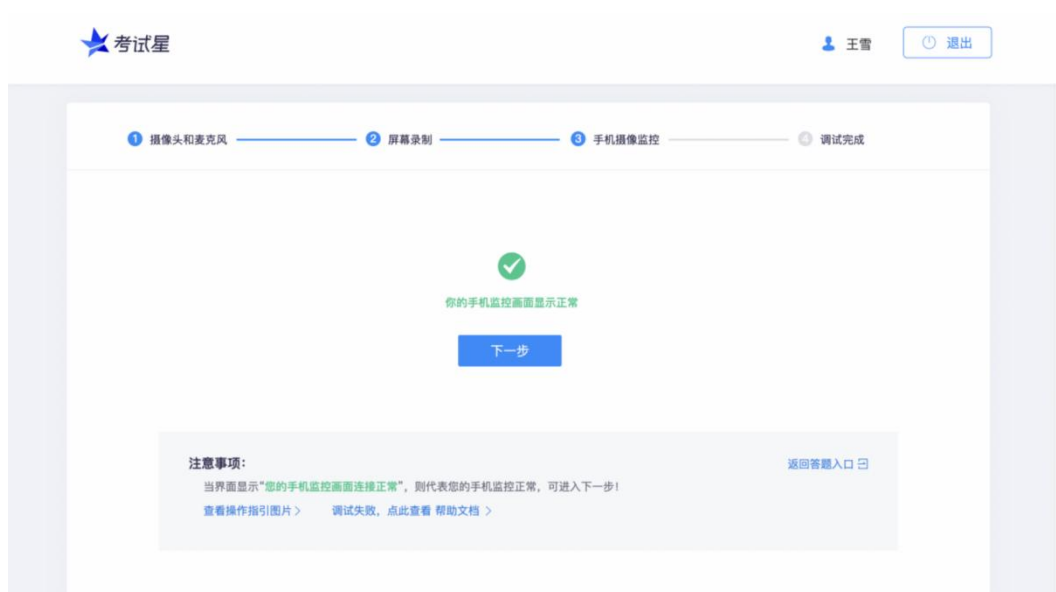 考试星
王雪
退出
1 摄像头和麦克风 2 屏幕录制 3 手机摄像监控 4 调试完成
你的手机监控画面显示正常
下一步
注意事项：
返回答题入口
当界面显示“您的手机监控画面连接正常”，则代表您的手机监控正常，可进入下一步！
查看操作指引图片> 调试失败，点此查看 帮助文档 >